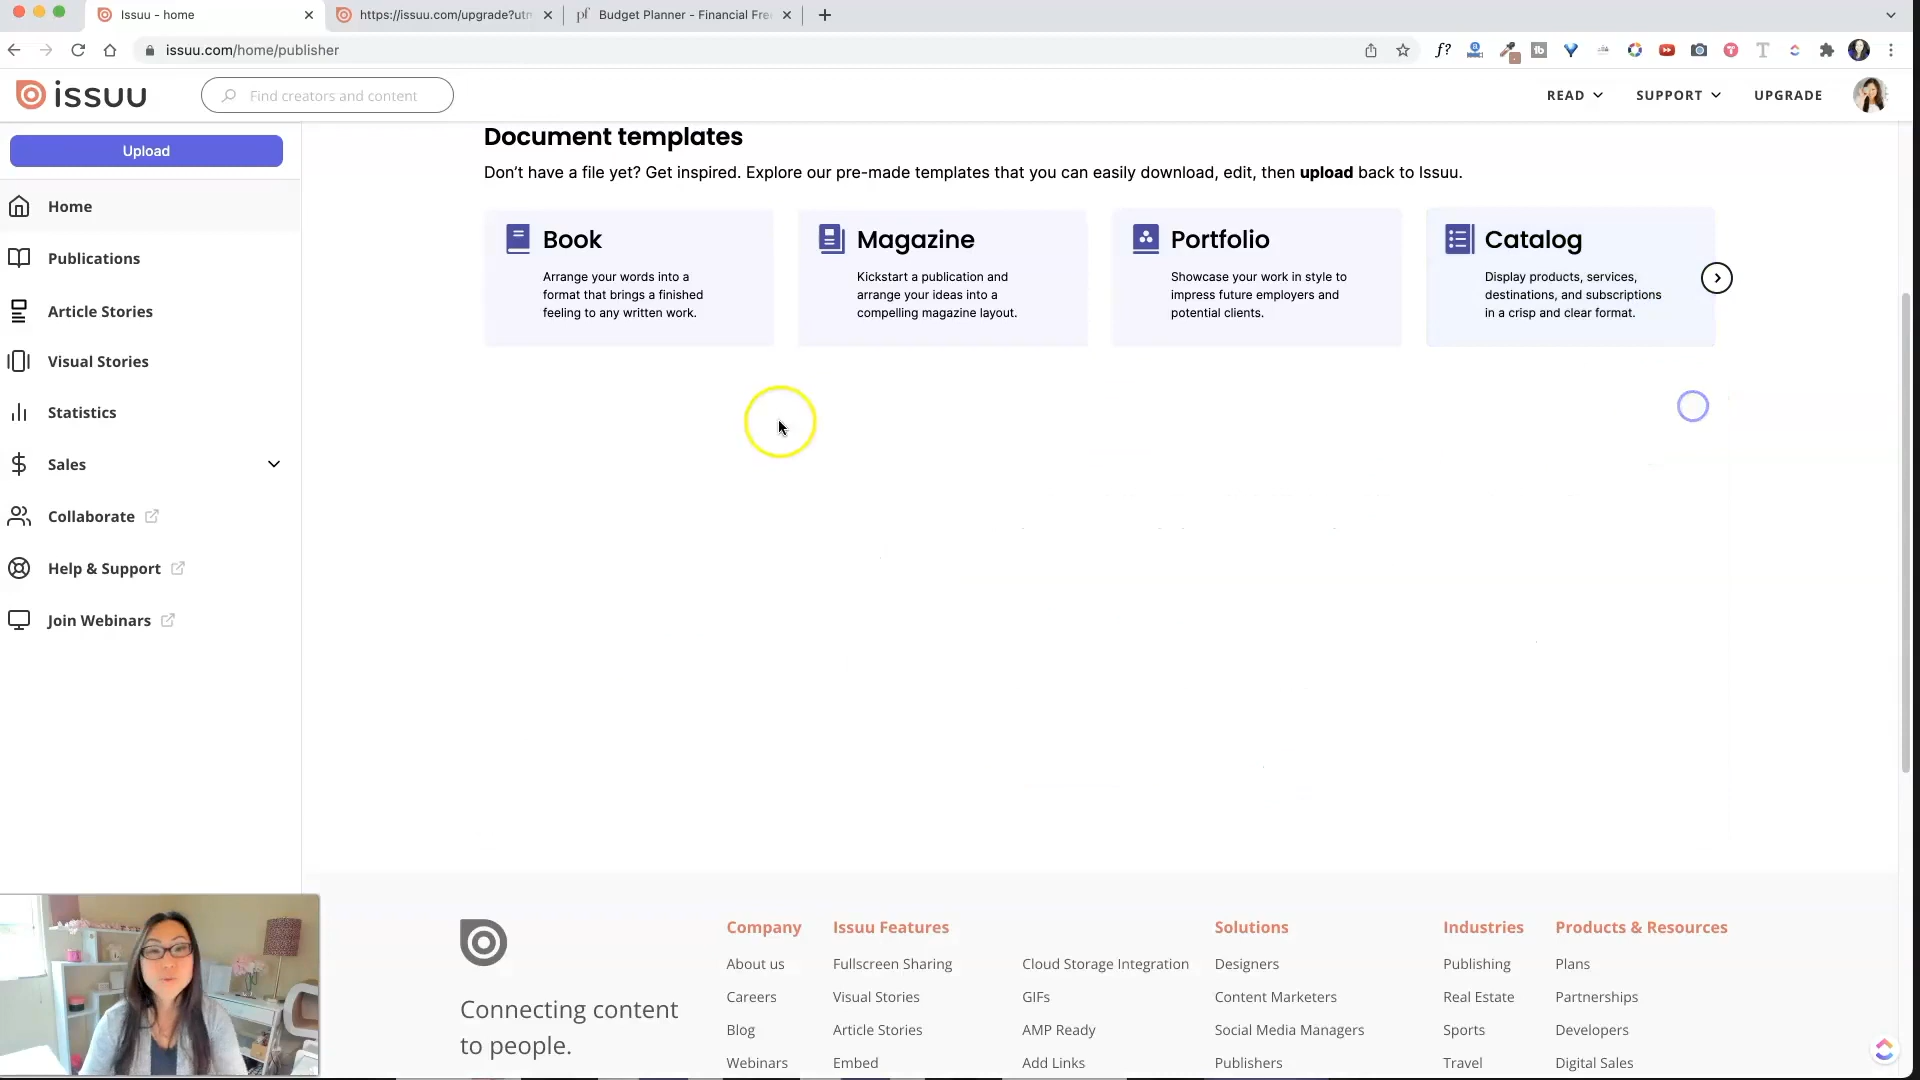 Issuu - home
https://issuu.com/upgrade?utn
pf Budget Planner - Financial Fre
issuu.com/home/publisher
f?
tb
T
issuu
Find creators and content
READ
SUPPORT
UPGRADE
Upload
Home
Publications
Article Stories
Visual Stories
Statistics
Sales
Collaborate
Help & Support
Join Webinars
Document templates
Don't have a file yet? Get inspired. Explore our pre-made templates that you can easily download, edit, then upload back to Issuu.
Book
Arrange your words into a
format that brings a finished
feeling to any written work.
Magazine
Kickstart a publication and
arrange your ideas into a
compelling magazine layout.
Portfolio
Showcase your work in style to
impress future employers and
potential clients.
Catalog
Display products, services,
destinations, and subscriptions
in a crisp and clear format.
Connecting content
to people.
Company
About us
Careers
Blog
Webinars
Issuu Features
Fullscreen Sharing
Visual Stories
Article Stories
Embed
Cloud Storage Integration
GIFs
AMP Ready
Add Links
Solutions
Designers
Content Marketers
Social Media Managers
Publishers
Industries
Publishing
Real Estate
Sports
Travel
Products & Resources
Plans
Partnerships
Developers
Digital Sales